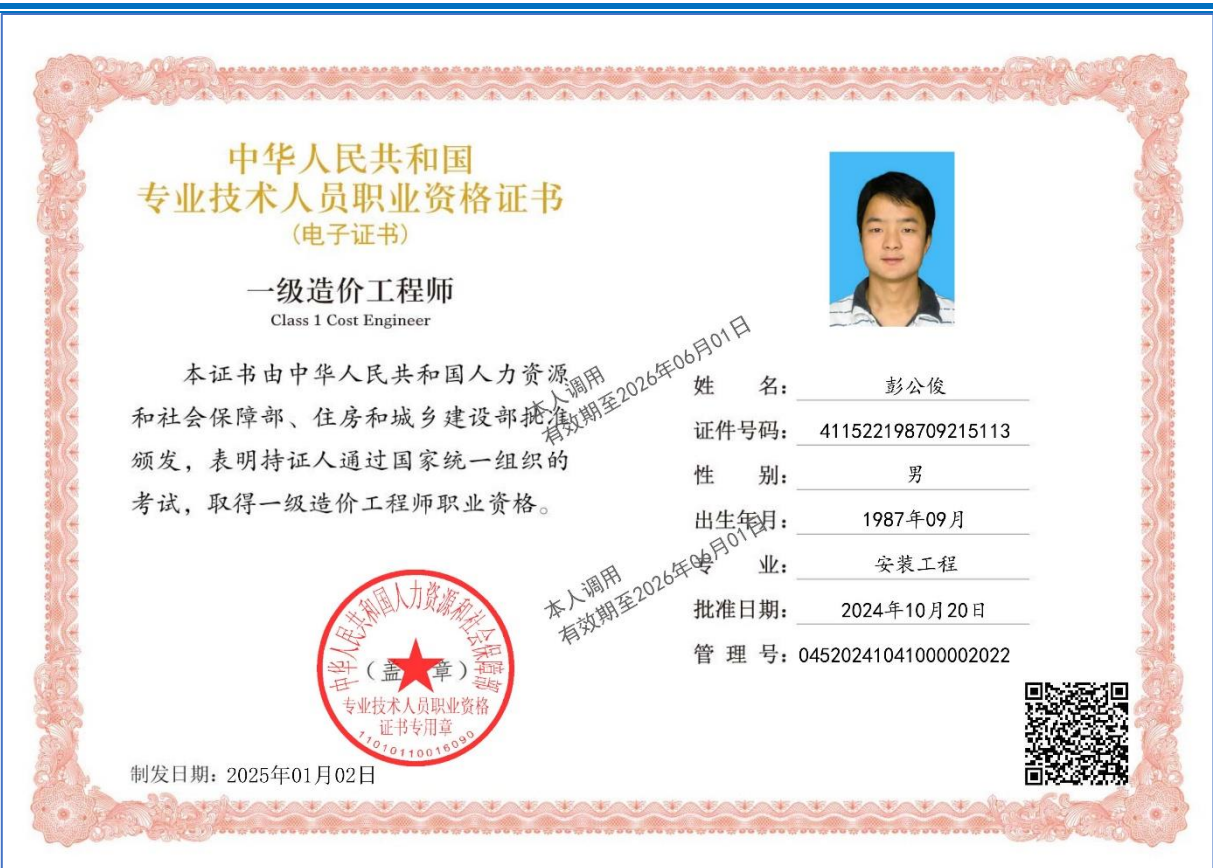 中华人民共和国
专业技术人员职业资格证书
(电子证书)
一级造价工程师
Class 1 Cost Engineer
本证书由中华人民共和国人力资源
和社会保障部、住房和城乡建设部批准
颁发，表明持证人通过国家统一组织的
考试，取得一级造价工程师职业资格。
中华人民共和国人力资源和社会保障部
（盖章）
专业技术人员职业资格
证书专用章
11010110016090
制发日期：2025年01月02日
姓 名： 彭公俊
证件号码： 411522198709215113
性 别： 男
出生年月： 1987年09月
专 业： 安装工程
批准日期： 2024年10月20日
管 理 号： 04520241041000002022
本人调用
有效期至2026年06月01日
本人调用
有效期至2026年06月01日